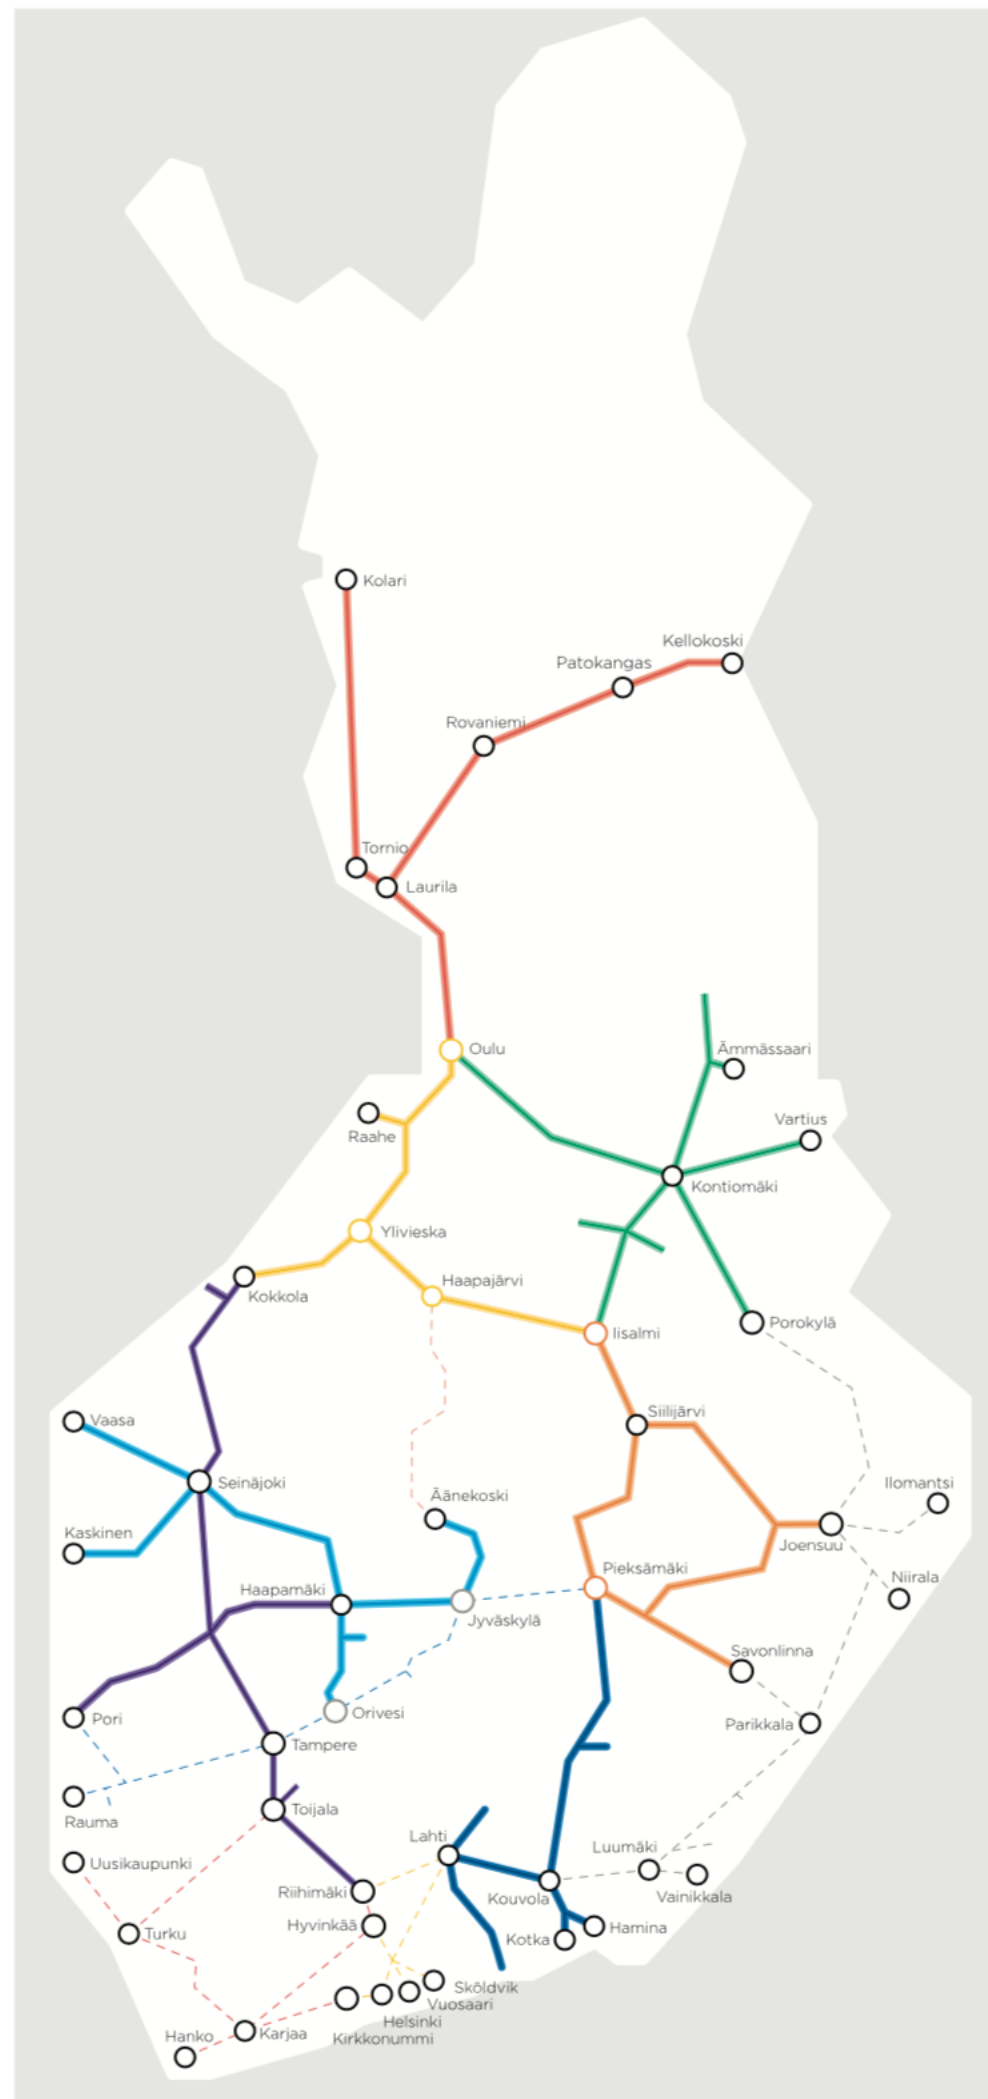 Kolari
Kellokoski
Patokangas
Rovaniemi
Tornio
Laurila
Oulu
Ämmässaari
Raahe
Vartius
Kontiomäki
Ylivieska
Haapajärvi
Kokkola
Iisalmi
Porokylä
Vaasa
Siilijärvi
Seinäjoki
Ilomantsi
Äänekoski
Kaskinen
Joensuu
Pieksämäki
Niirala
Haapamäki
Jyväskylä
Savonlinna
Pori
Orivesi
Parikkala
Tampere
Rauma
Toijala
Lahti
Luumäki
Uusikaupunki
Riihimäki
Kouvola
Vainikkala
Hyvinkää
Turku
Kotka
Hamina
Sköldvik
Vuosaari
Helsinki
Hanko
Karjaa
Kirkkonummi